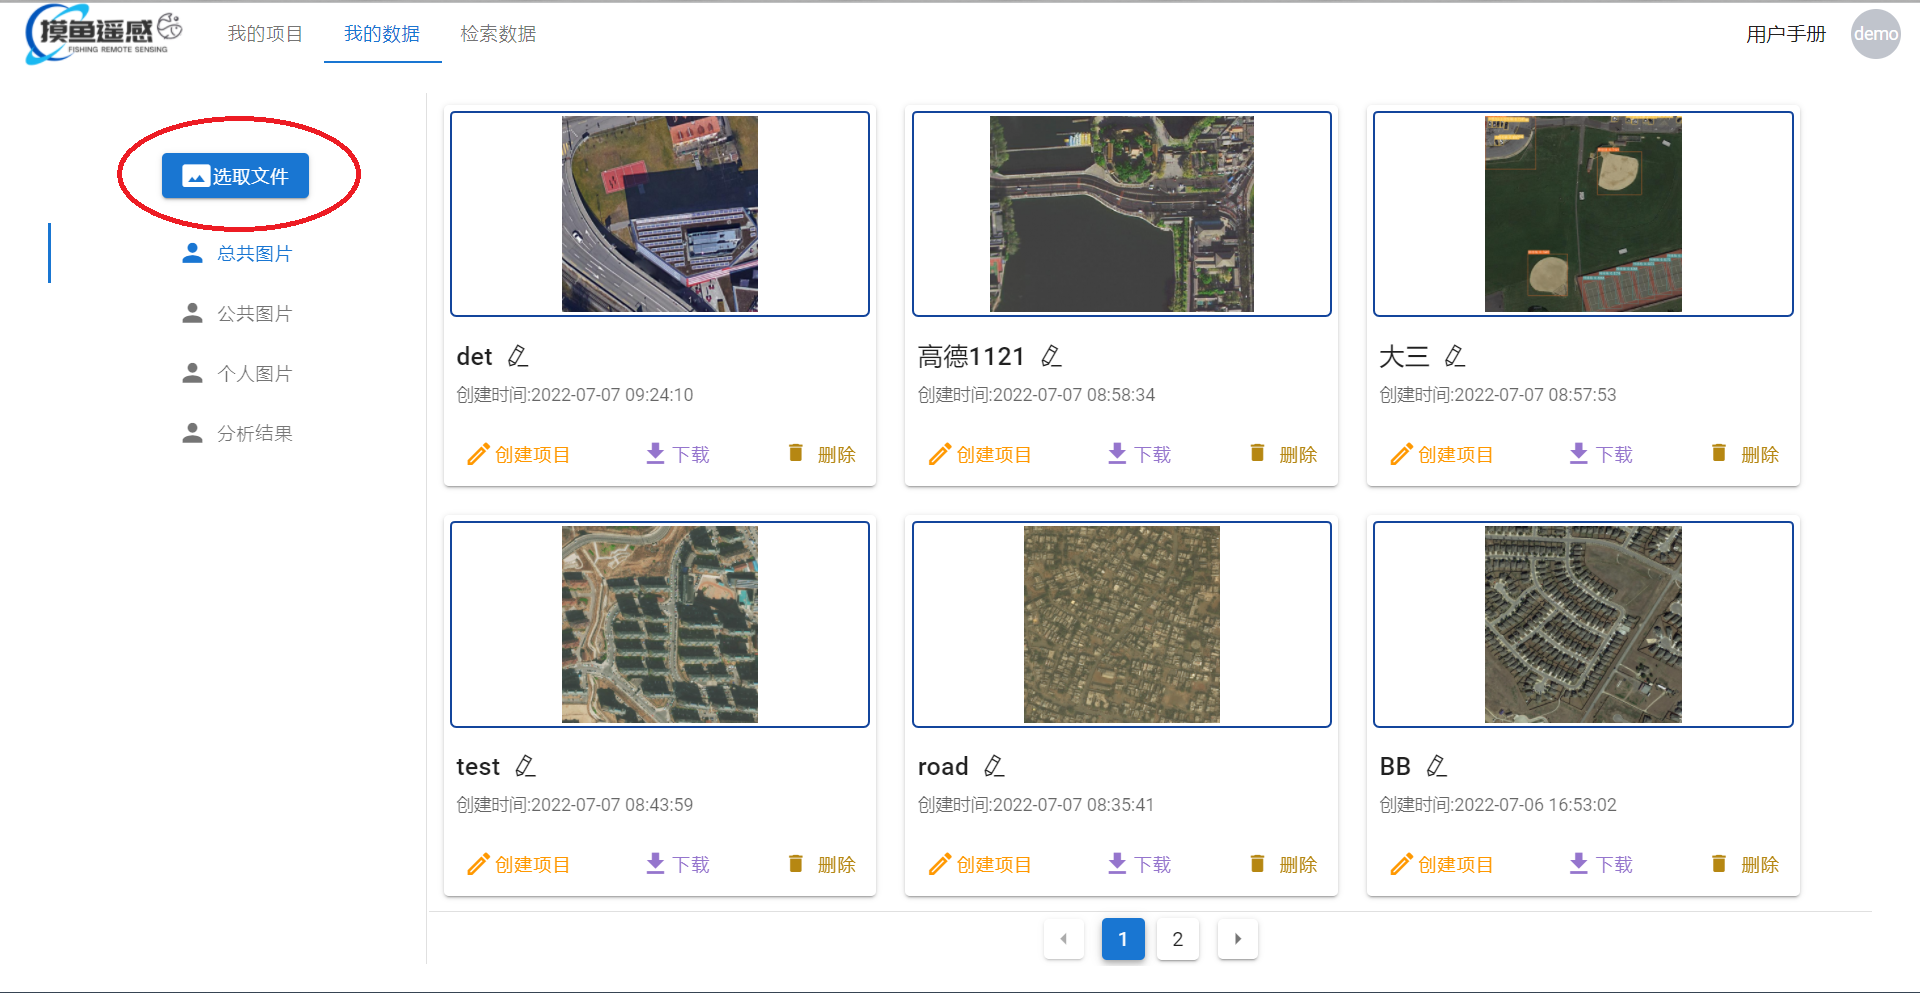 摸鱼遥感
FISHING REMOTE SENSING
我的项目 我的数据 检索数据
用户手册 demo
选取文件
总共图片
公共图片
个人图片
分析结果
det
创建时间:2022-07-07 09:24:10
创建项目 下载 删除
高德1121
创建时间:2022-07-07 08:58:34
创建项目 下载 删除
大三
创建时间:2022-07-07 08:57:53
创建项目 下载 删除
test
创建时间:2022-07-07 08:43:59
创建项目 下载 删除
road
创建时间:2022-07-07 08:35:41
创建项目 下载 删除
BB
创建时间:2022-07-06 16:53:02
创建项目 下载 删除
1 2